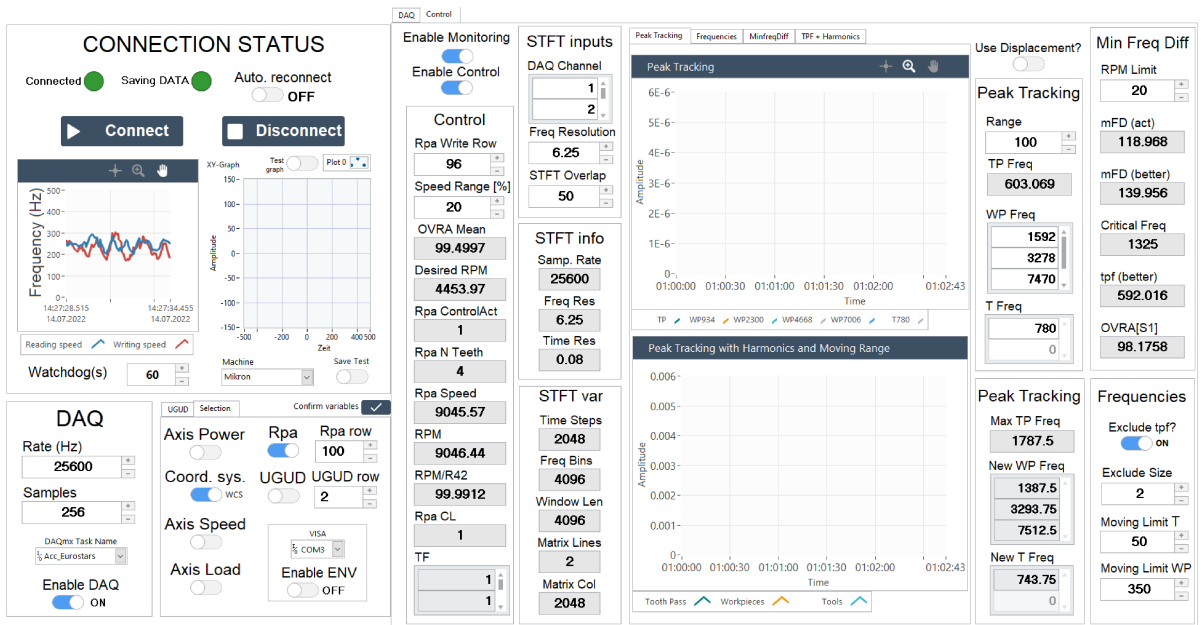 DAQ Control
CONNECTION STATUS
Connected Saving DATA Auto. reconnect
OFF
Connect Disconnect
Frequency (Hz)
500
400
300
200
100
0
14:27:28.515 14:27:34.455
14.07.2022 14.07.2022
Reading speed Writing speed
Watchdog(s) 60
XY-Graph Test graph Plot 0
Amplitude
150
100
50
0
-50
-100
-150
-500 -200 0 200 400 500
Zeit
Machine Save Test
Mikron
DAQ
Rate (Hz)
25600
Samples
256
DAQmx Task Name
Acc_Eurostars
Enable DAQ
ON
UGUD Selection Confirm variables
Axis Power Rpa Rpa row
100
Coord. sys. UGUD UGUD row
WCS 2
Axis Speed
VISA
COM3
Axis Load Enable ENV
OFF
Enable Monitoring
Enable Control
Control
Rpa Write Row
96
Speed Range [%]
20
OVRA Mean
99.4997
Desired RPM
4453.97
Rpa ControlAct
1
Rpa N Teeth
4
Rpa Speed
9045.57
RPM
9046.44
RPM/R42
99.9912
Rpa CL
1
TF
1
1
STFT inputs
DAQ Channel
1
2
Freq Resolution
6.25
STFT Overlap
50
STFT info
Samp. Rate
25600
Freq Res
6.25
Time Res
0.08
STFT var
Time Steps
2048
Freq Bins
4096
Window Len
4096
Matrix Lines
2
Matrix Col
2048
Peak Tracking Frequencies MinfreqDiff TPF + Harmonics
Peak Tracking
Amplitude
6E-6
5E-6
4E-6
3E-6
2E-6
1E-6
0
01:00:00 01:00:30 01:01:00 01:01:30 01:02:00 01:02:43
Time
TP WP934 WP2300 WP4668 WP7006 T780
Peak Tracking with Harmonics and Moving Range
Amplitude
0.006
0.005
0.004
0.003
0.002
0.001
0
01:00:00 01:00:30 01:01:00 01:01:30 01:02:00 01:02:43
Time
Tooth Pass Workpieces Tools
Use Displacement?
Peak Tracking
Range
100
TP Freq
603.069
WP Freq
1592
3278
7470
T Freq
780
0
Peak Tracking
Max TP Freq
1787.5
New WP Freq
1387.5
3293.75
7512.5
New T Freq
743.75
0
Min Freq Diff
RPM Limit
20
mFD (act)
118.968
mFD (better)
139.956
Critical Freq
1325
tpf (better)
592.016
OVRA[S1]
98.1758
Frequencies
Exclude tpf?
ON
Exclude Size
2
Moving Limit T
50
Moving Limit WP
350